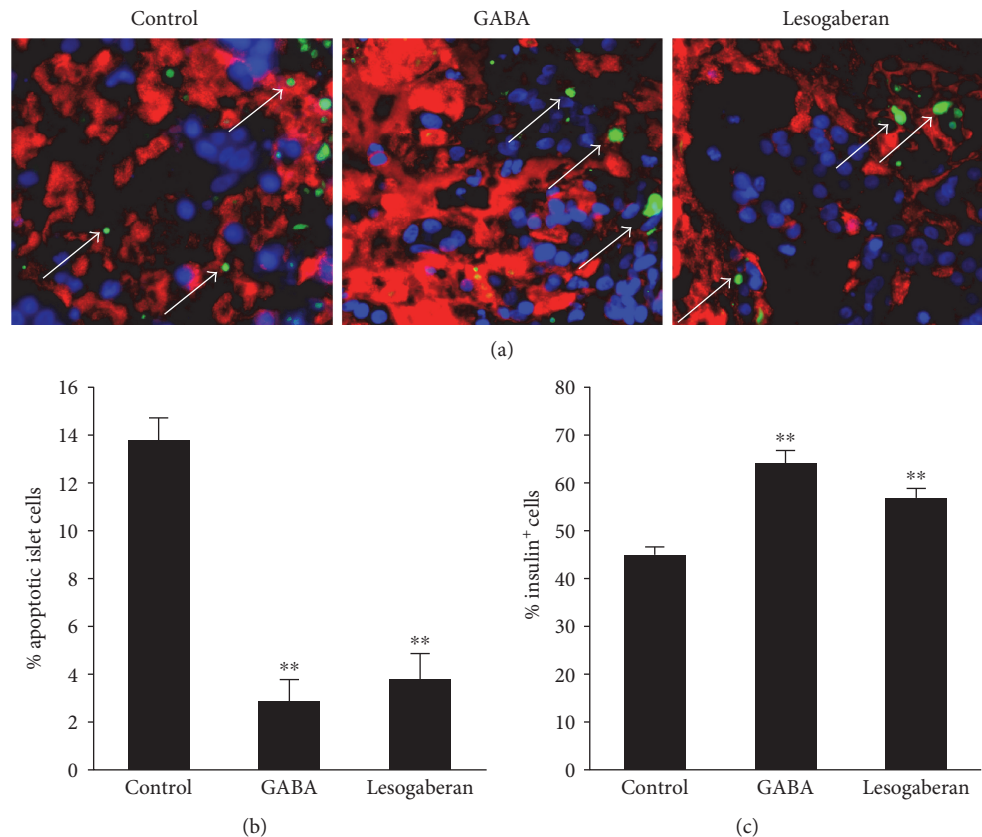 Control GABA Lesogaberan
(a)
16
14
12
10
8
6
4
2
0
% apoptotic islet cells
**
**
Control GABA Lesogaberan
(b)
80
70
60
50
40
30
20
10
0
% insulin⁺ cells
**
**
Control GABA Lesogaberan
(c)